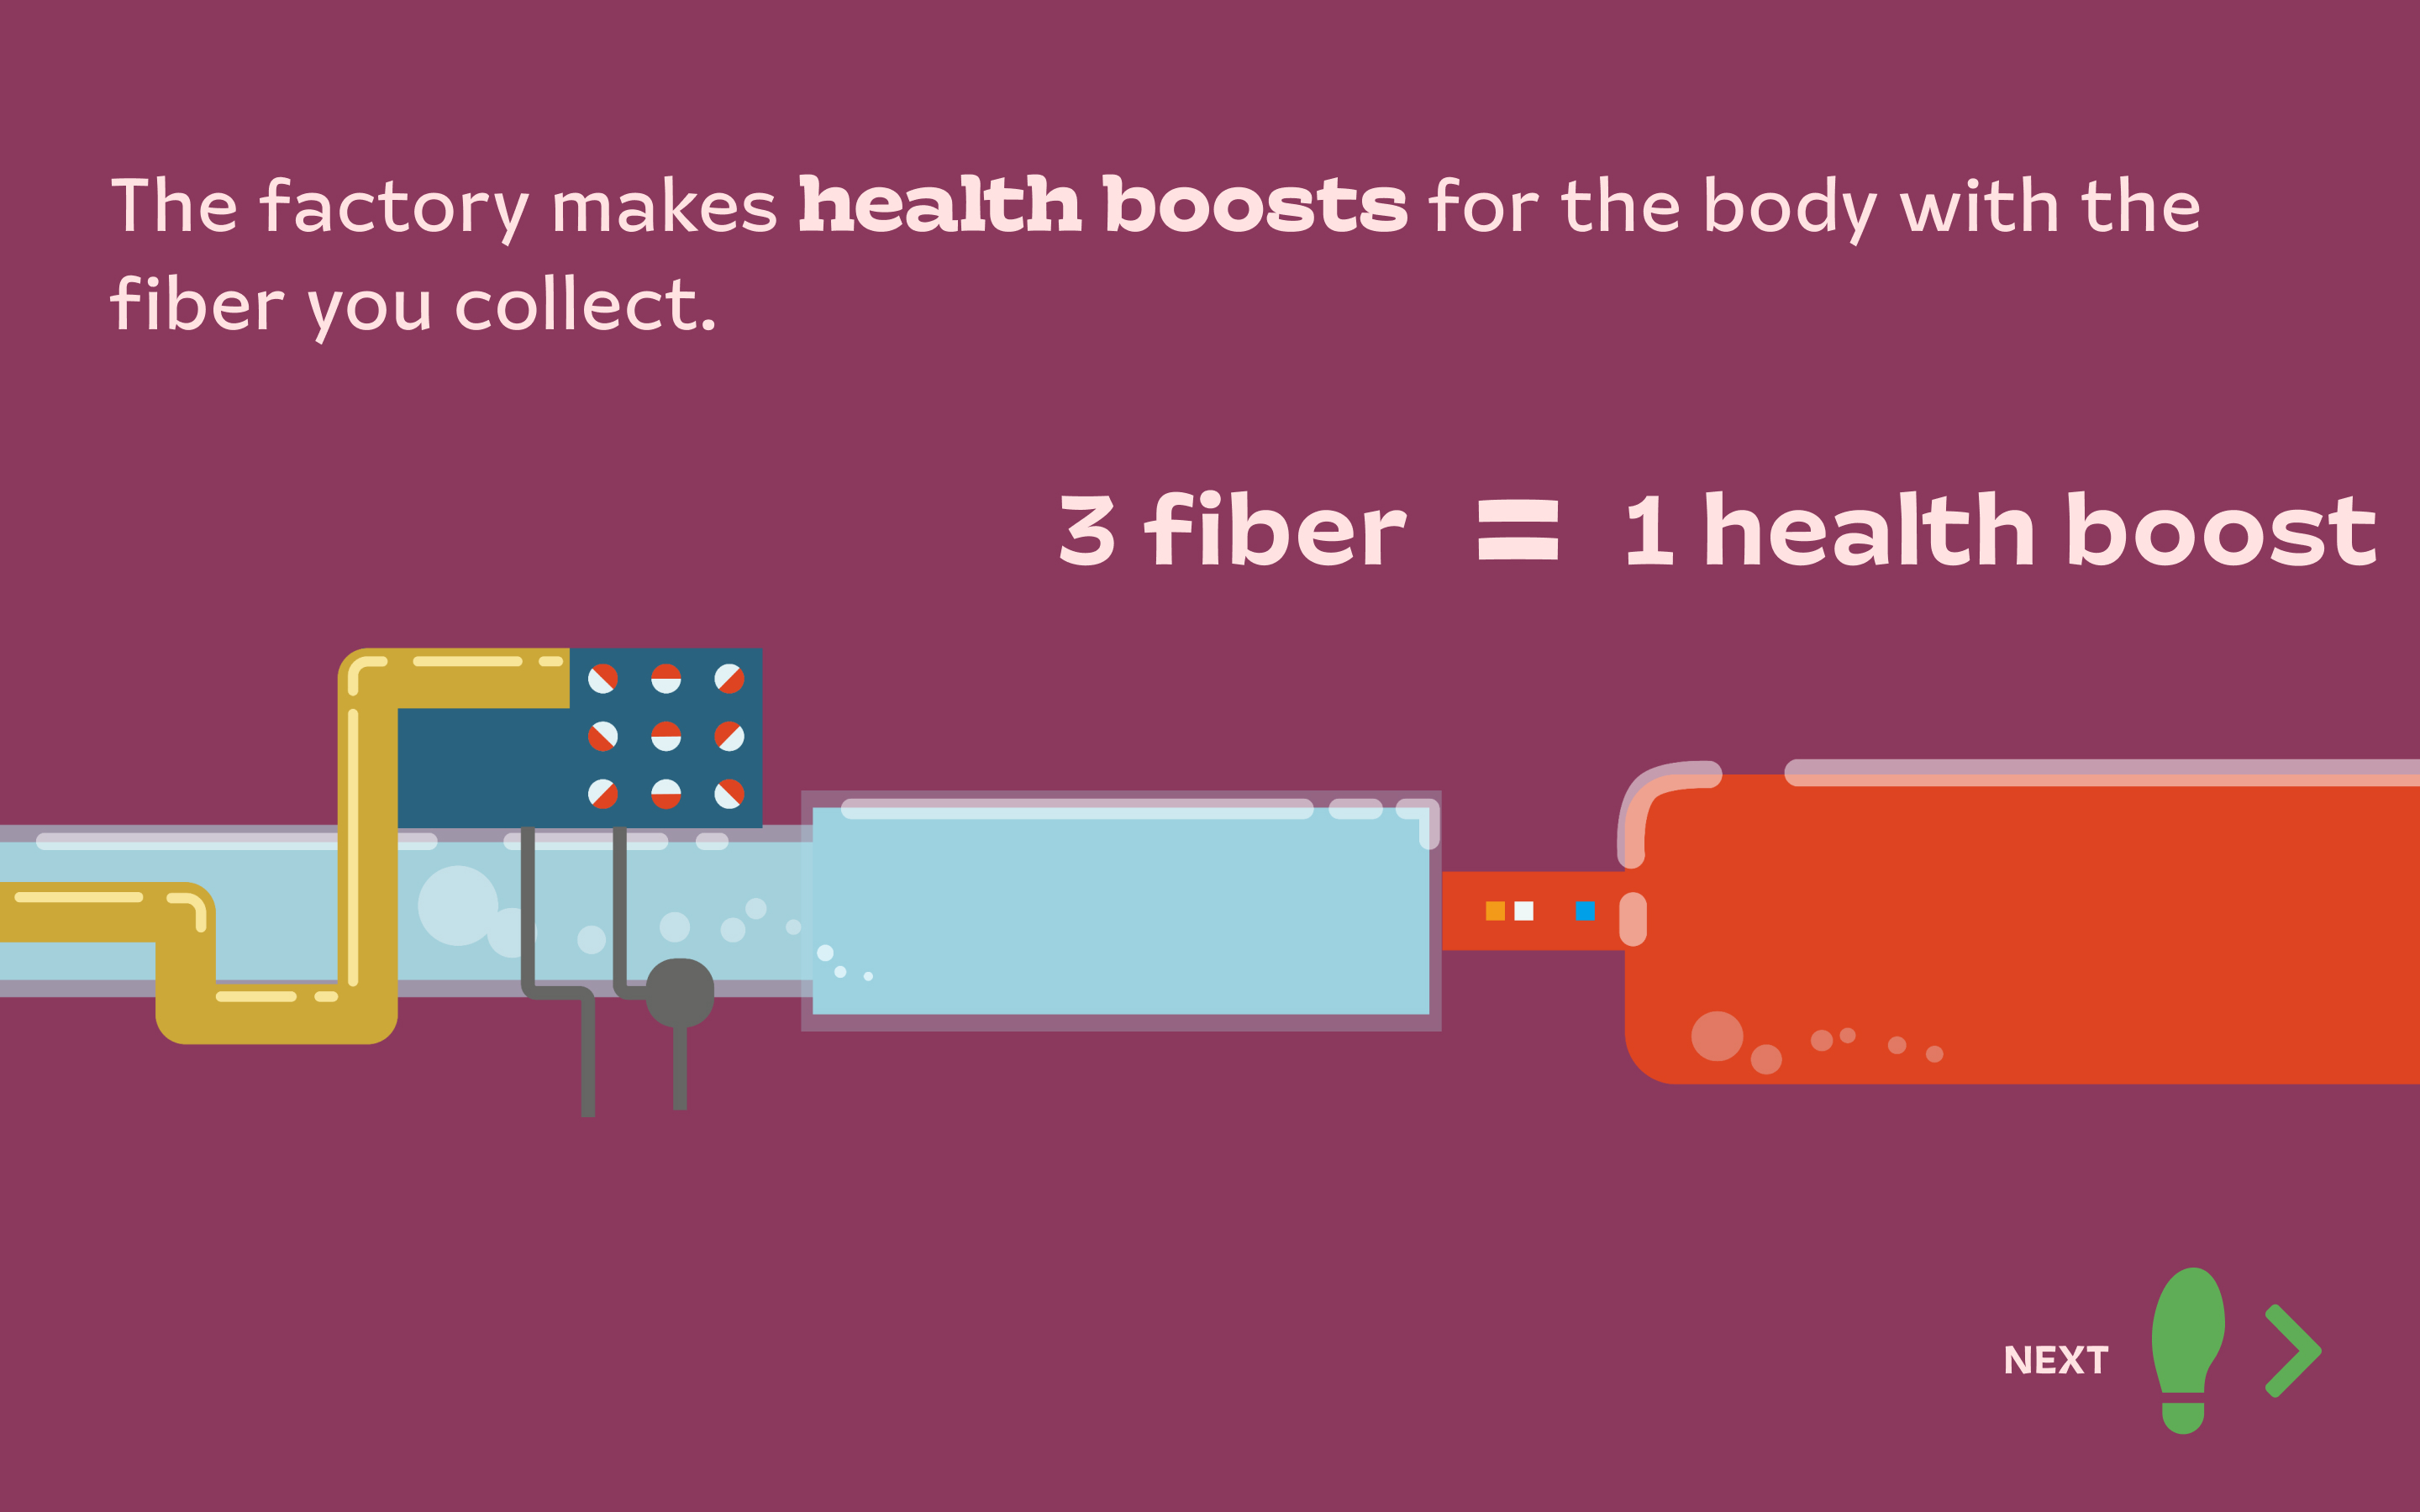 The factory makes health boosts for the body with the
fiber you collect.
3 fiber = 1 health boost
NEXT